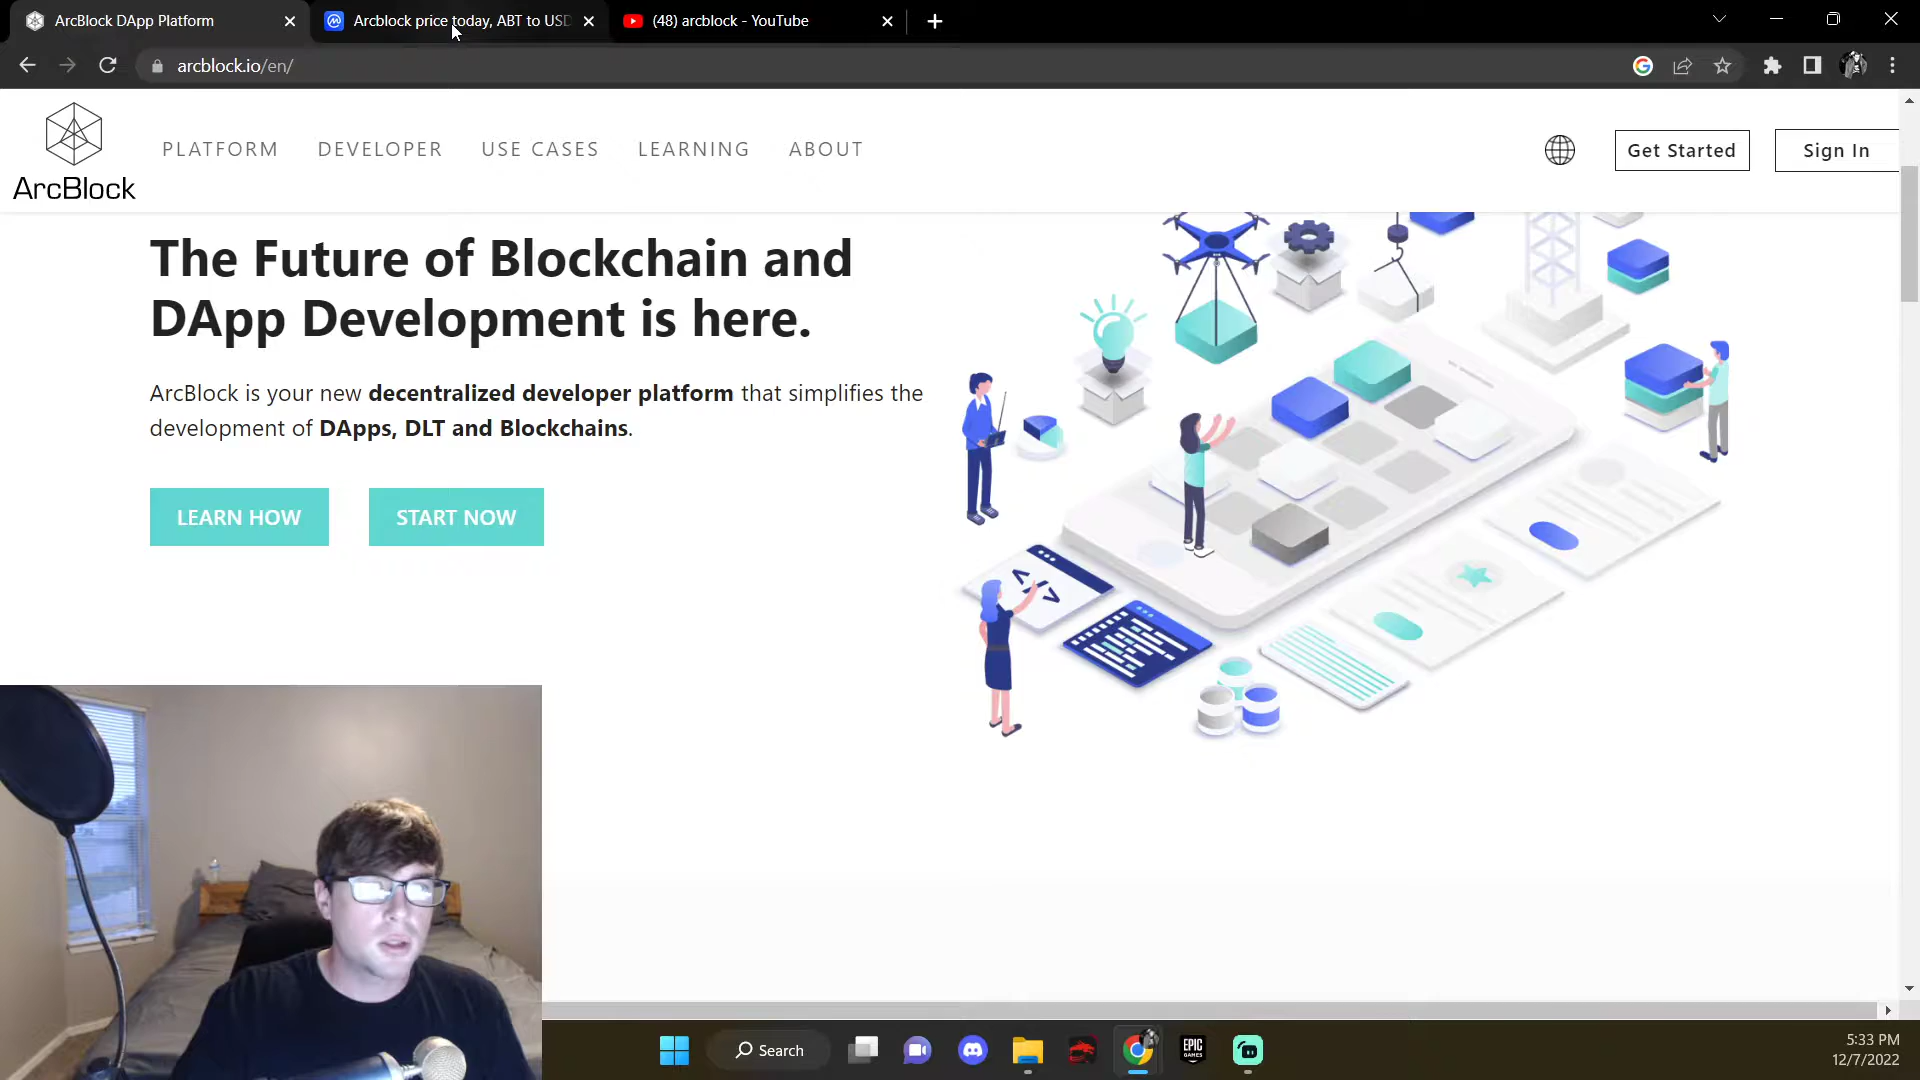 ArcBlock DApp Platform
Arcblock price today, ABT to USD
(48) arcblock - YouTube
arcblock.io/en/
ArcBlock
PLATFORM
DEVELOPER
USE CASES
LEARNING
ABOUT
Get Started
Sign In
The Future of Blockchain and
DApp Development is here.
ArcBlock is your new decentralized developer platform that simplifies the
development of DApps, DLT and Blockchains.
LEARN HOW
START NOW
Search
EPIC
GAMES
5:33 PM
12/7/2022